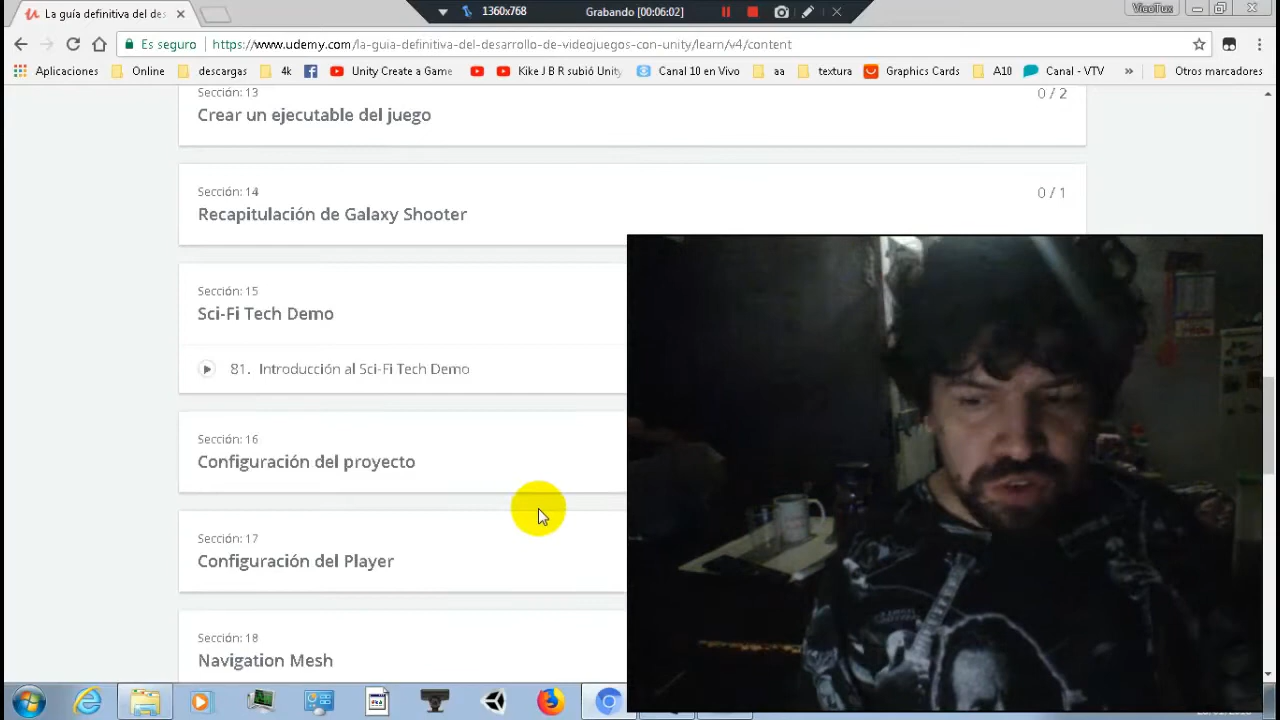 1360x768
Grabando [00:06:02]
VicoTux
La guía definitiva del des
Es seguro
https://www.udemy.com/la-guia-definitiva-del-desarrollo-de-videojuegos-con-unity/learn/v4/content
Aplicaciones
Online
descargas
4k
Unity Create a Game
Kike J B R subió Unity
Canal 10 en Vivo
aa
textura
Graphics Cards
A10
Canal - VTV
»
Otros marcadores
Sección: 13
0 / 2
Crear un ejecutable del juego
Sección: 14
0 / 1
Recapitulación de Galaxy Shooter
Sección: 15
Sci-Fi Tech Demo
81. Introducción al Sci-Fi Tech Demo
Sección: 16
Configuración del proyecto
Sección: 17
Configuración del Player
Sección: 18
Navigation Mesh